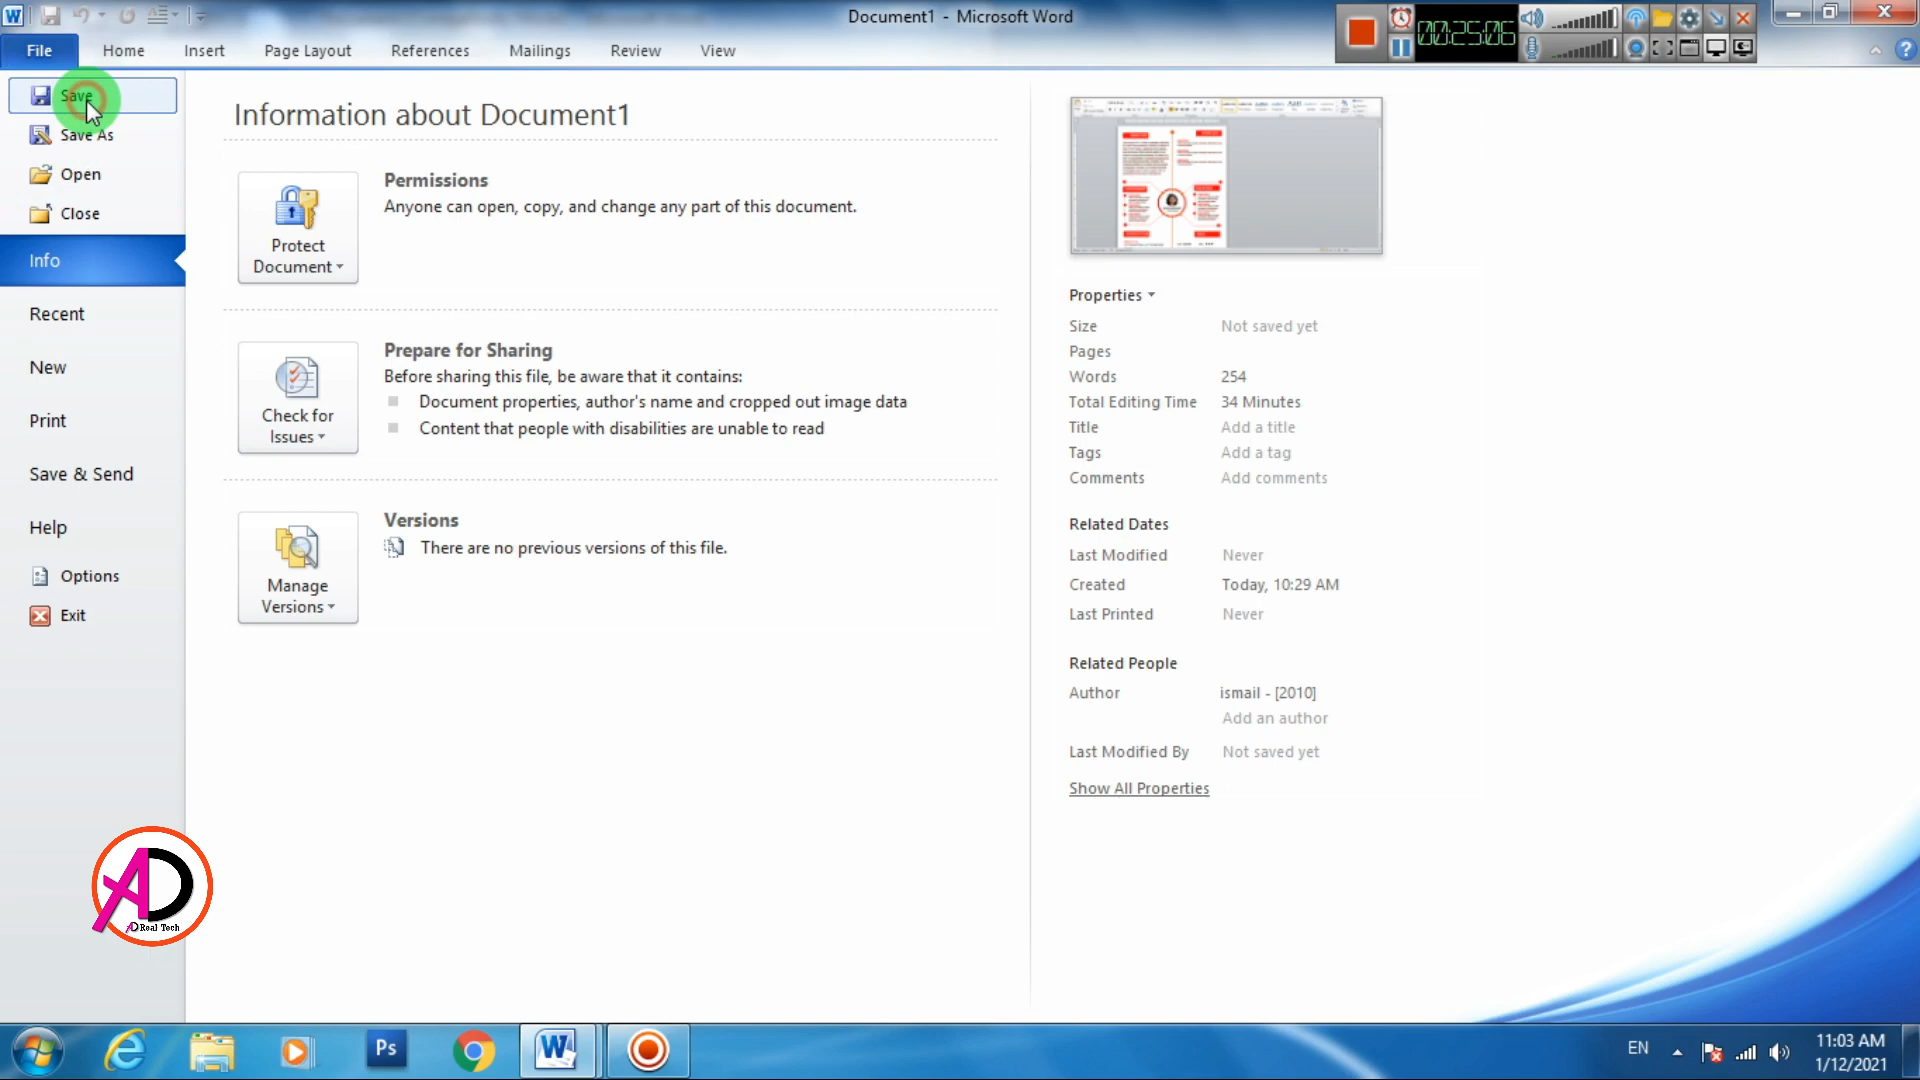 Document1 - Microsoft Word
00:25:06
File Home Insert Page Layout References Mailings Review View
Save
Save As
Open
Close
Info
Recent
New
Print
Save & Send
Help
Options
Exit
Information about Document1
Protect
Document
Permissions
Anyone can open, copy, and change any part of this document.
Check for
Issues
Prepare for Sharing
Before sharing this file, be aware that it contains:
Document properties, author's name and cropped out image data
Content that people with disabilities are unable to read
Manage
Versions
Versions
There are no previous versions of this file.
Properties
Size Not saved yet
Pages
Words 254
Total Editing Time 34 Minutes
Title Add a title
Tags Add a tag
Comments Add comments
Related Dates
Last Modified Never
Created Today, 10:29 AM
Last Printed Never
Related People
Author ismail - [2010]
Add an author
Last Modified By Not saved yet
Show All Properties
AD
AD Real Tech
Ps
W
EN
11:03 AM
1/12/2021